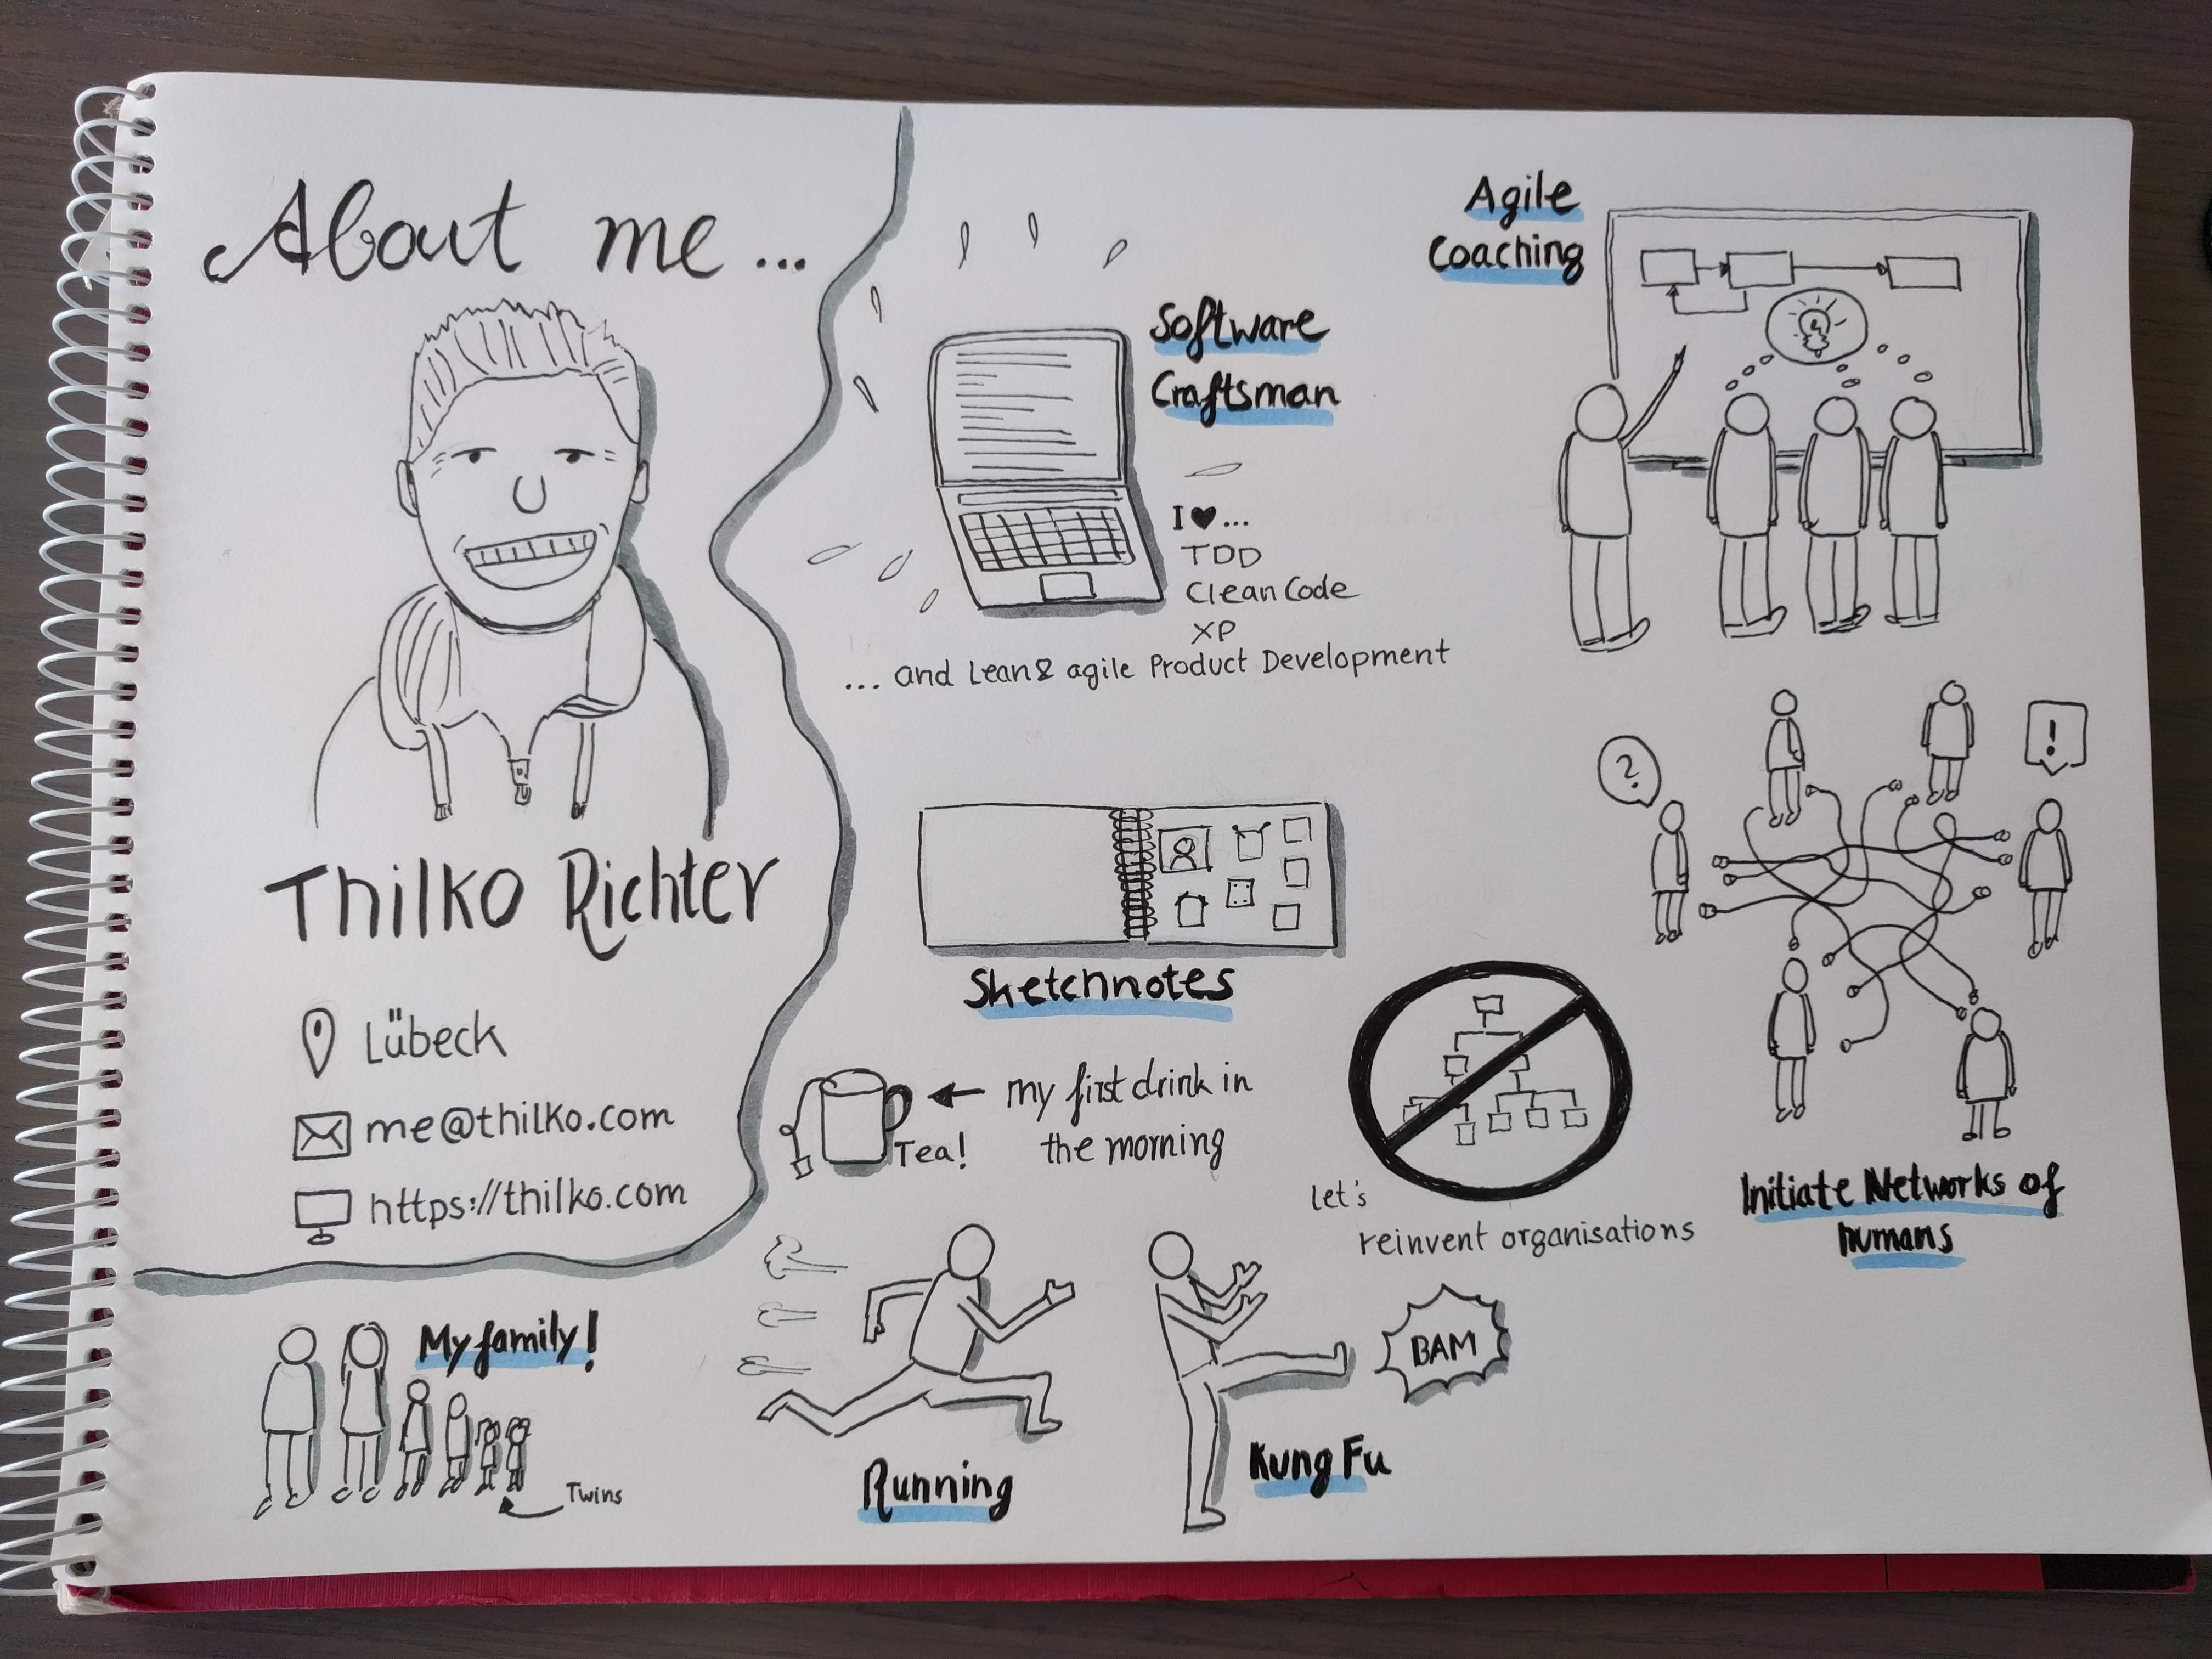 About me...
Thilko Richter
Lübeck
me@thilko.com
https://thilko.com
Software
Craftsman
I ♥...
TDD
Clean Code
XP
... and Lean & agile Product Development
Agile
Coaching
?
!
Initiate Networks of
humans
Sketchnotes
Tea!
my first drink in
the morning
Let's
reinvent organisations
My family!
Twins
Running
Kung Fu
BAM